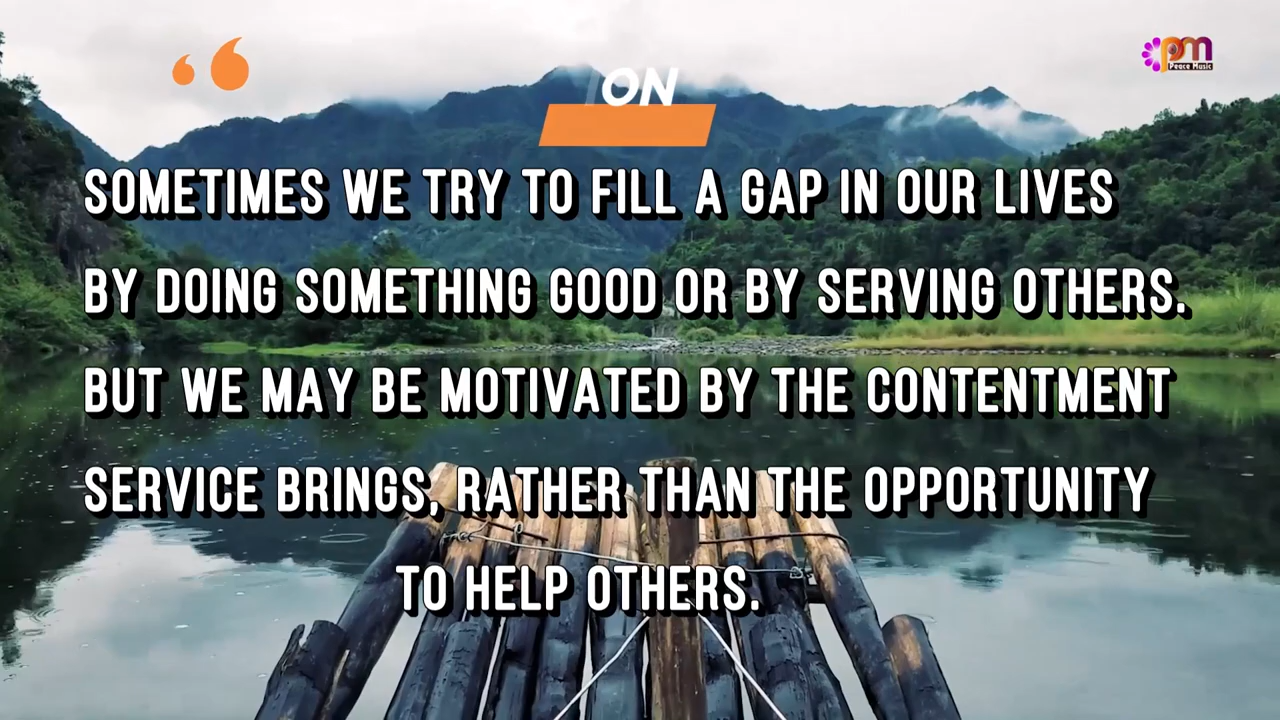 “
ON
pm
Peace Music
SOMETIMES WE TRY TO FILL A GAP IN OUR LIVES
BY DOING SOMETHING GOOD OR BY SERVING OTHERS.
BUT WE MAY BE MOTIVATED BY THE CONTENTMENT
SERVICE BRINGS, RATHER THAN THE OPPORTUNITY
TO HELP OTHERS.